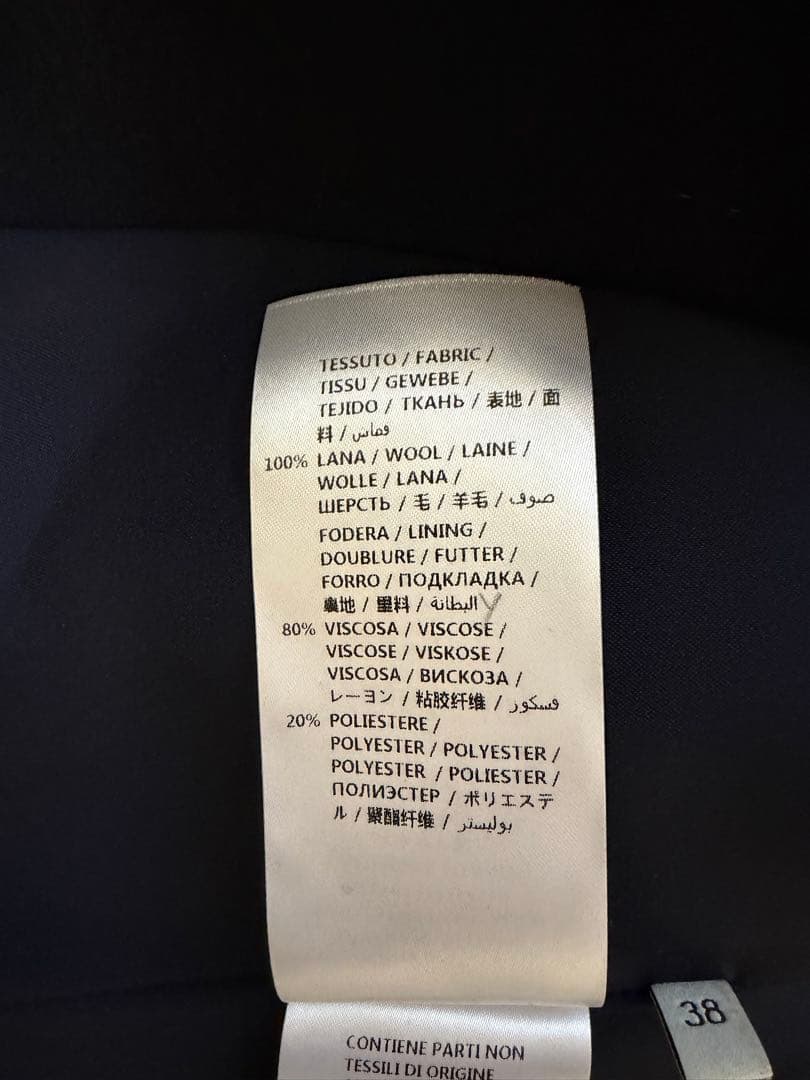 TESSUTO / FABRIC /
TISSU / GEWEBE /
TEJIDO / ТКАНЬ / 表地 / 面
料 / قماش
100% LANA / WOOL / LAINE /
WOLLE / LANA /
ШЕРСТЬ / 毛 / 羊毛 / صوف
FODERA / LINING /
DOUBLURE / FUTTER /
FORRO / ПОДКЛАДКА /
裏地 / 里料 / البطانة
80% VISCOSA / VISCOSE /
VISCOSE / VISKOSE /
VISCOSA / ВИСКОЗА /
レーヨン / 粘胶纤维 / فسكور
20% POLIESTERE /
POLYESTER / POLYESTER /
POLYESTER / POLIESTER /
ПОЛИЭСТЕР / ポリエステ
ル / 聚酯纤维 / بوليستر
CONTIENE PARTI NON
TESSILI DI ORIGINE
38